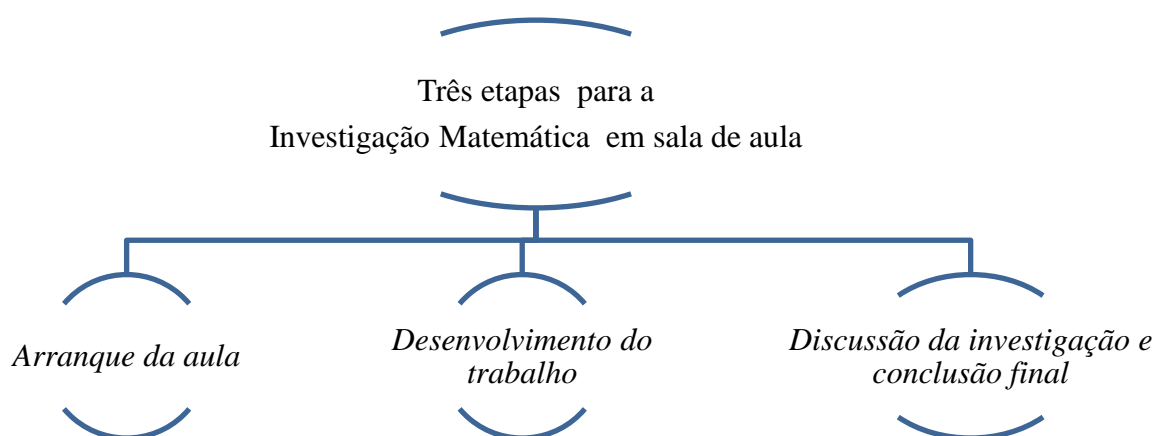 Três etapas para a
Investigação Matemática em sala de aula
Arranque da aula
Desenvolvimento do
trabalho
Discussão da investigação e
conclusão final